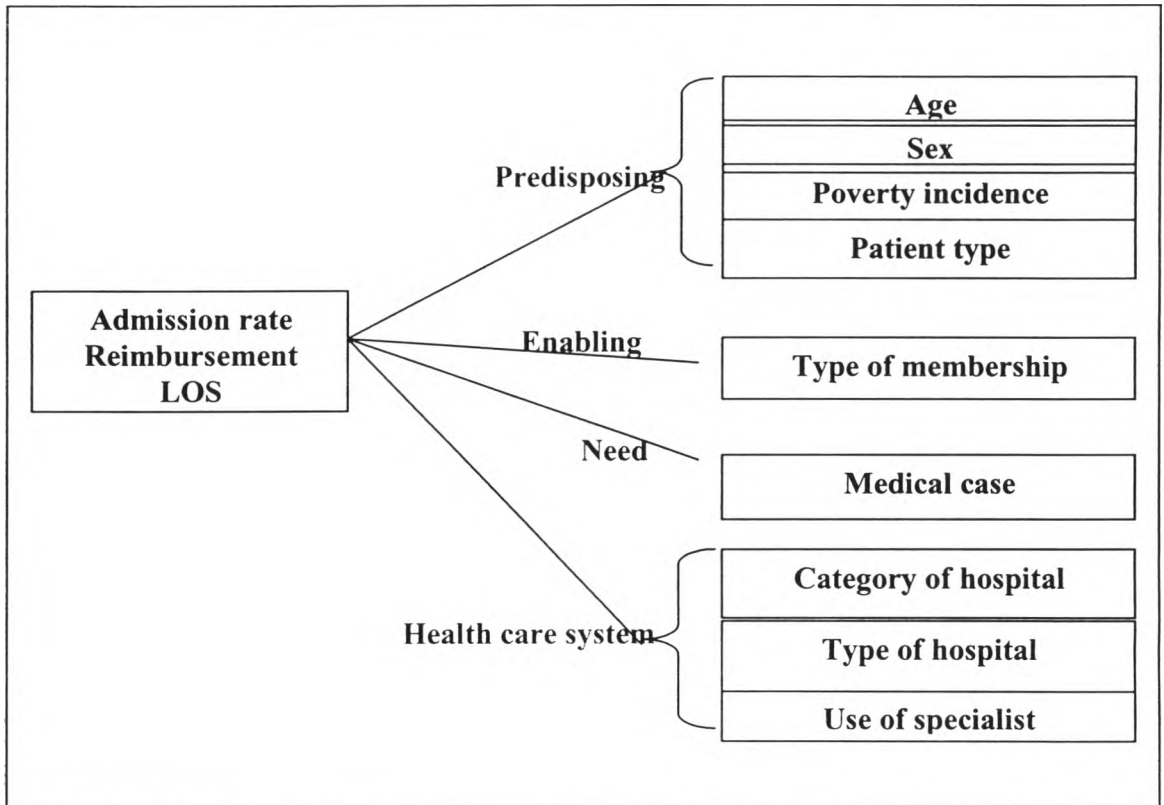 Admission rate
Reimbursement
LOS
Predisposing
Age
Sex
Poverty incidence
Patient type
Enabling
Type of membership
Need
Medical case
Health care system
Category of hospital
Type of hospital
Use of specialist